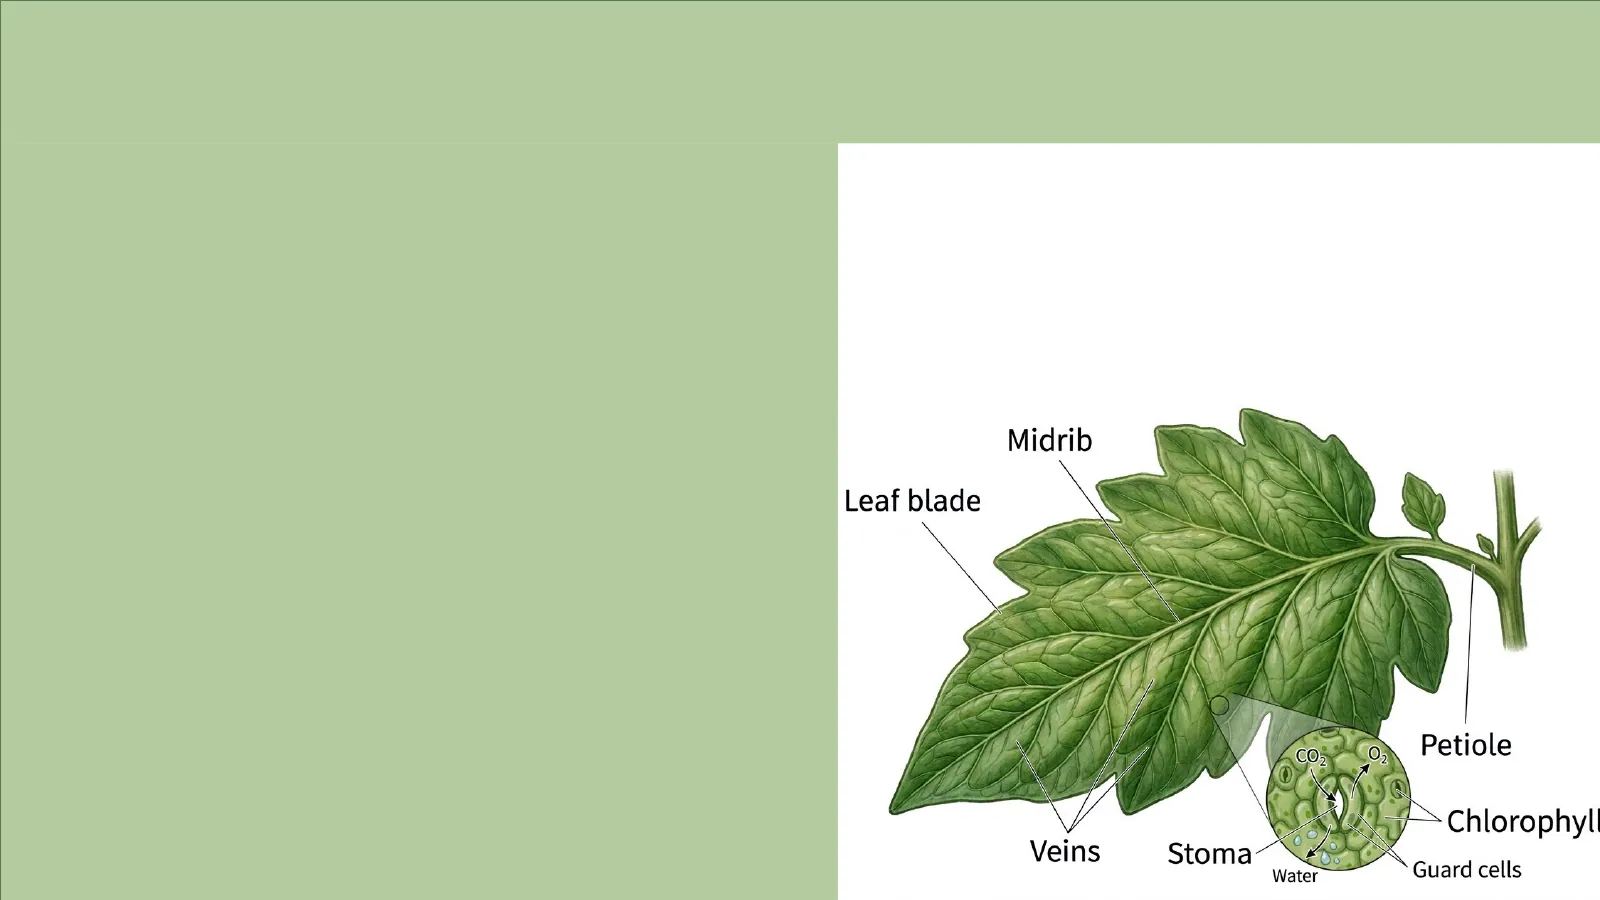 Midrib
Leaf blade
Petiole
CO₂
O₂
Chlorophyll
Veins
Stoma
Guard cells
Water